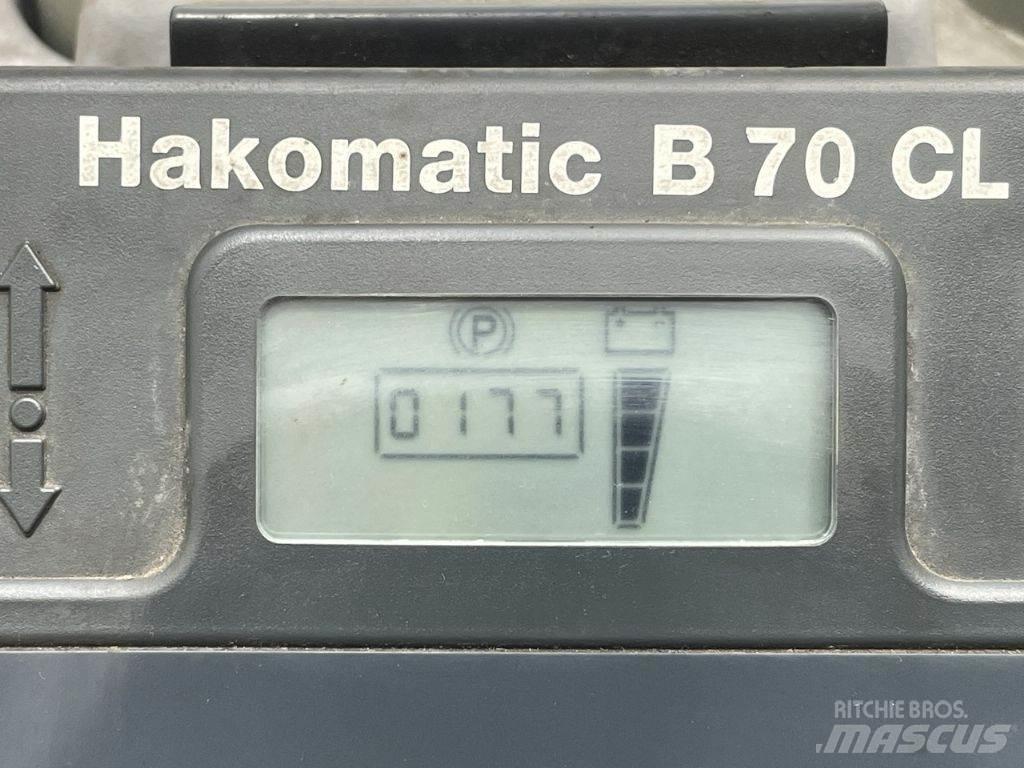 Hakomatic B 70 CL
P
0177
RITCHIE BROS.
MASCUS